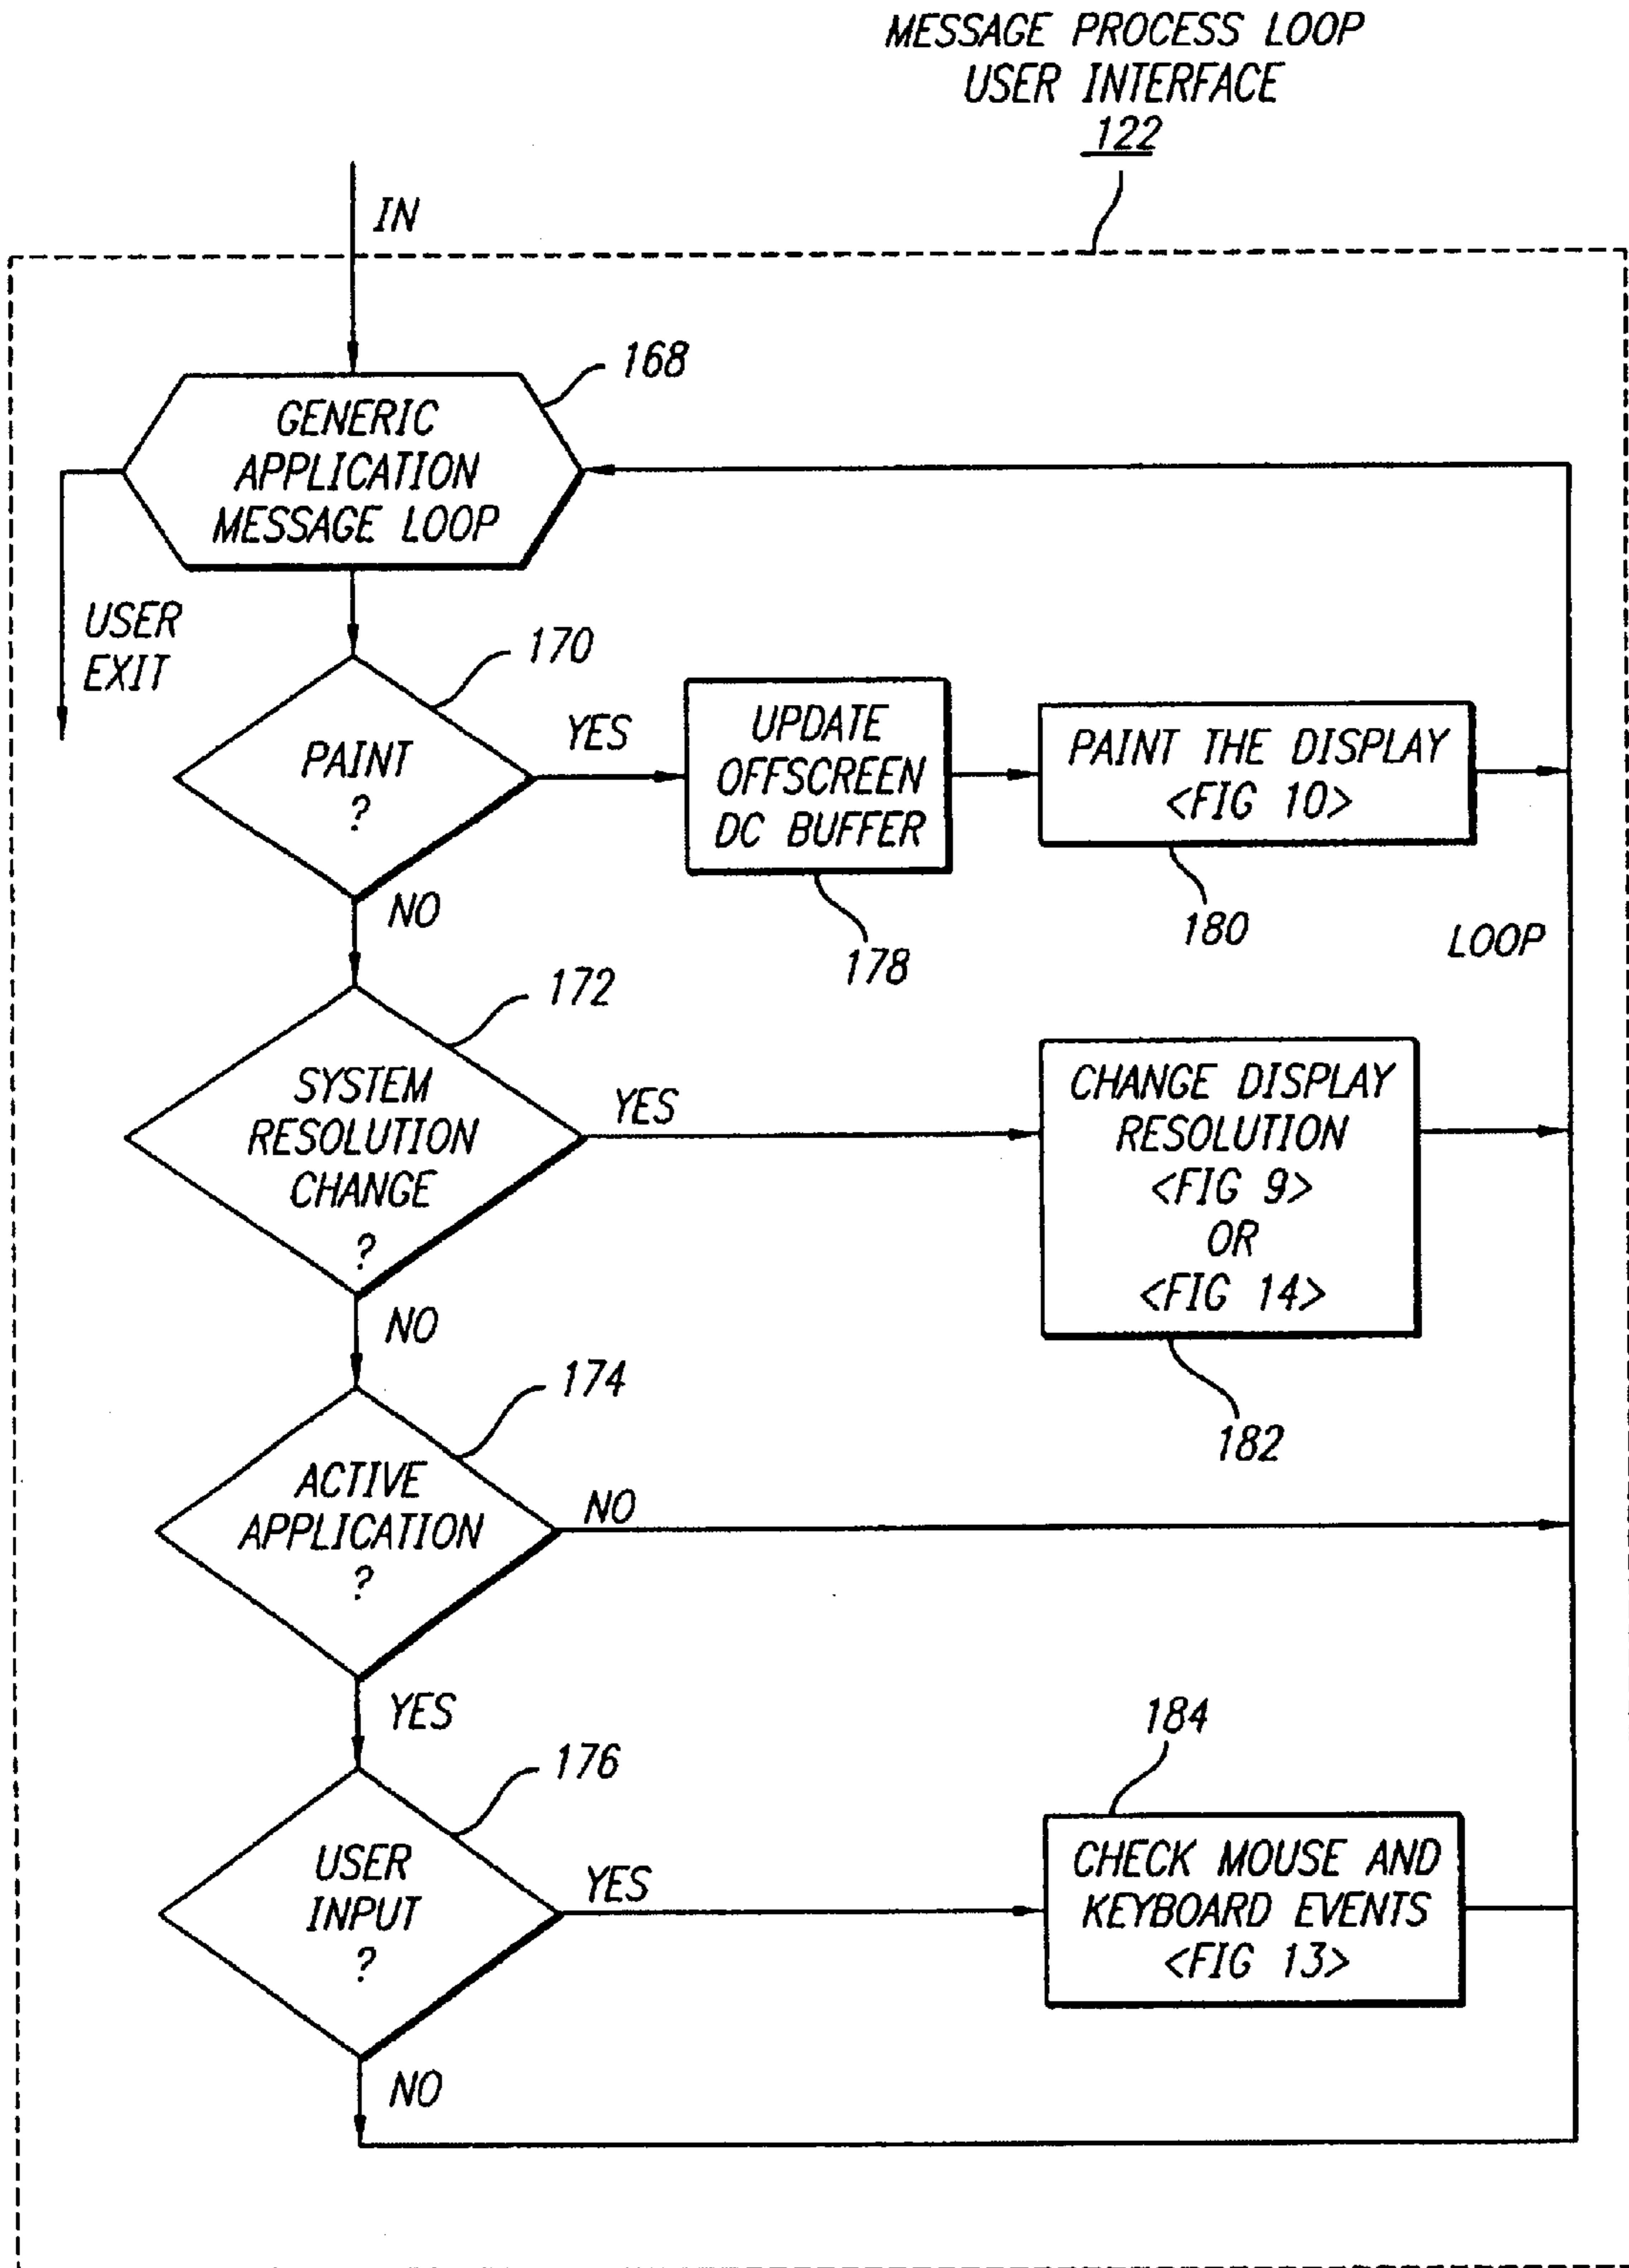 MESSAGE PROCESS LOOP
USER INTERFACE
122
IN
168
GENERIC
APPLICATION
MESSAGE LOOP
USER
EXIT
170
PAINT
?
YES
UPDATE
OFFSCREEN
DC BUFFER
178
PAINT THE DISPLAY
<FIG 10>
180
LOOP
NO
172
SYSTEM
RESOLUTION
CHANGE
?
YES
CHANGE DISPLAY
RESOLUTION
<FIG 9>
OR
<FIG 14>
182
NO
174
ACTIVE
APPLICATION
?
NO
YES
176
USER
INPUT
?
YES
184
CHECK MOUSE AND
KEYBOARD EVENTS
<FIG 13>
NO